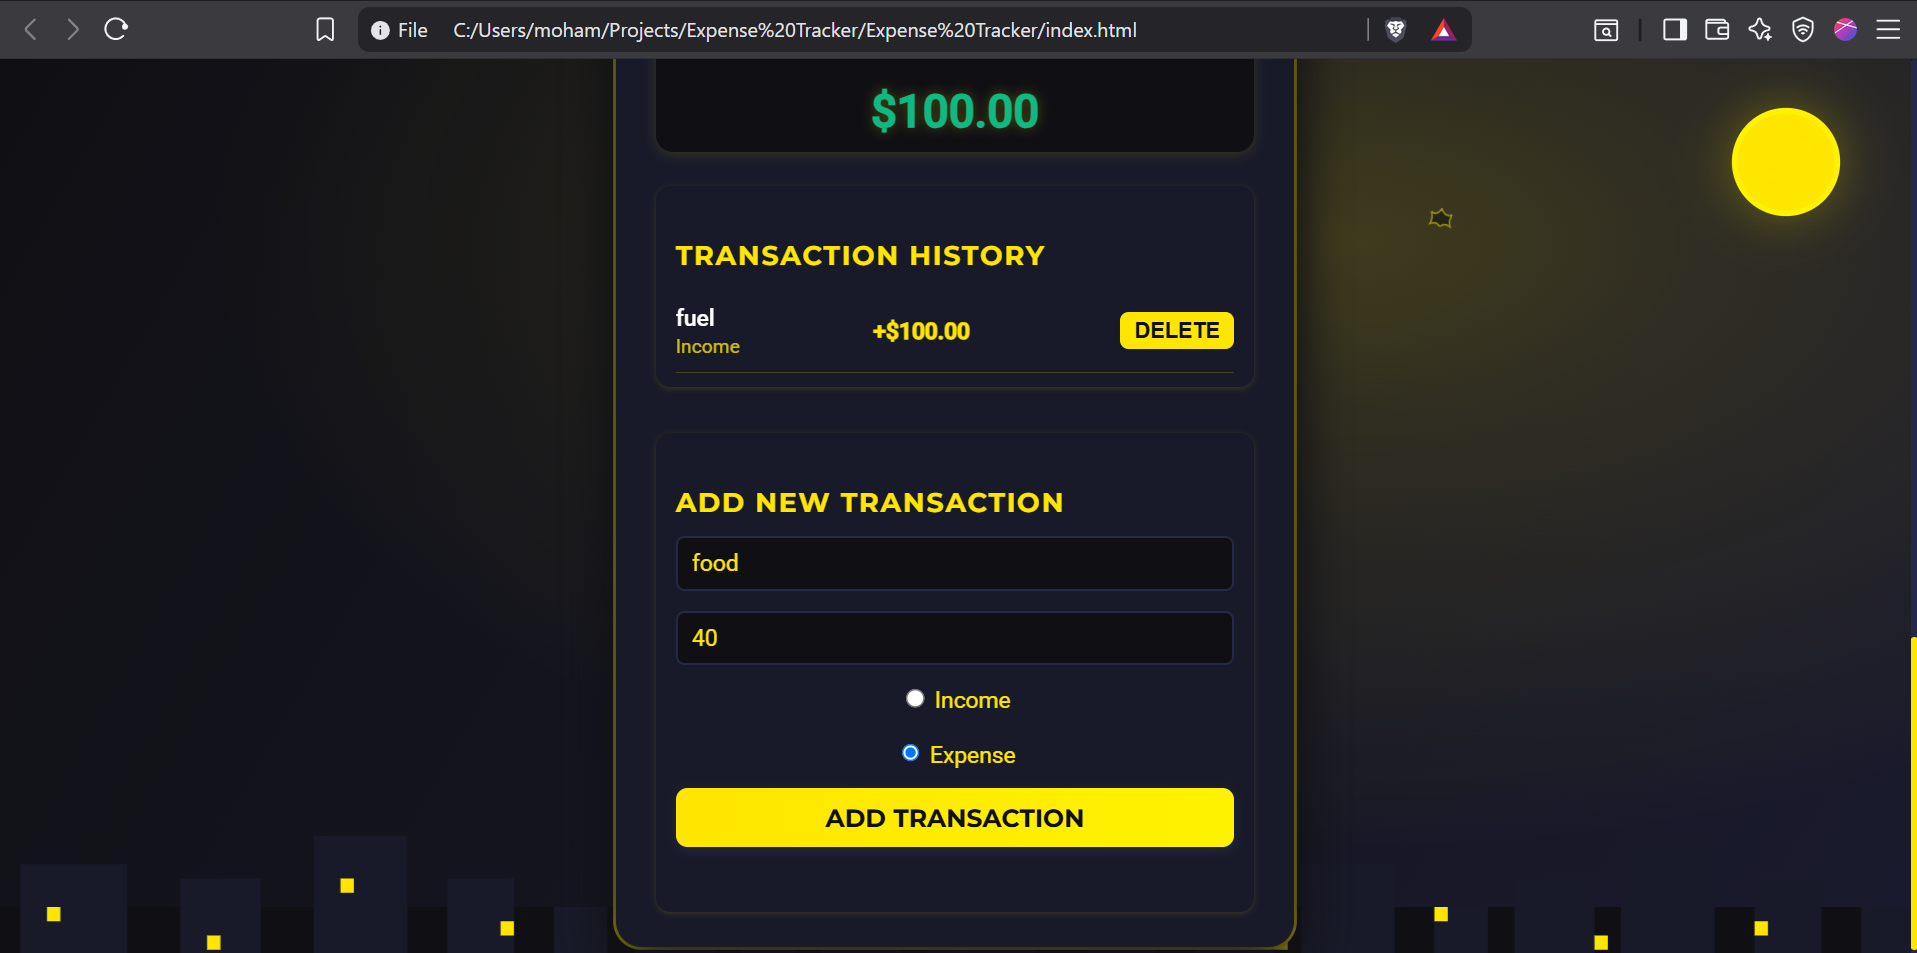 File C:/Users/moham/Projects/Expense%20Tracker/Expense%20Tracker/index.html
$100.00
TRANSACTION HISTORY
fuel
Income
+$100.00
DELETE
ADD NEW TRANSACTION
food
40
Income
Expense
ADD TRANSACTION